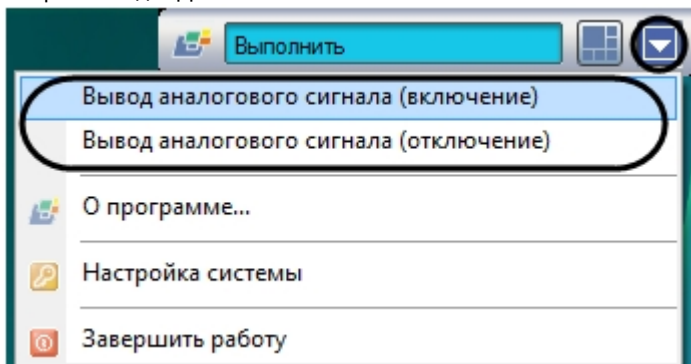 Выполнить
Вывод аналогового сигнала (включение)
Вывод аналогового сигнала (отключение)
О программе...
Настройка системы
Завершить работу